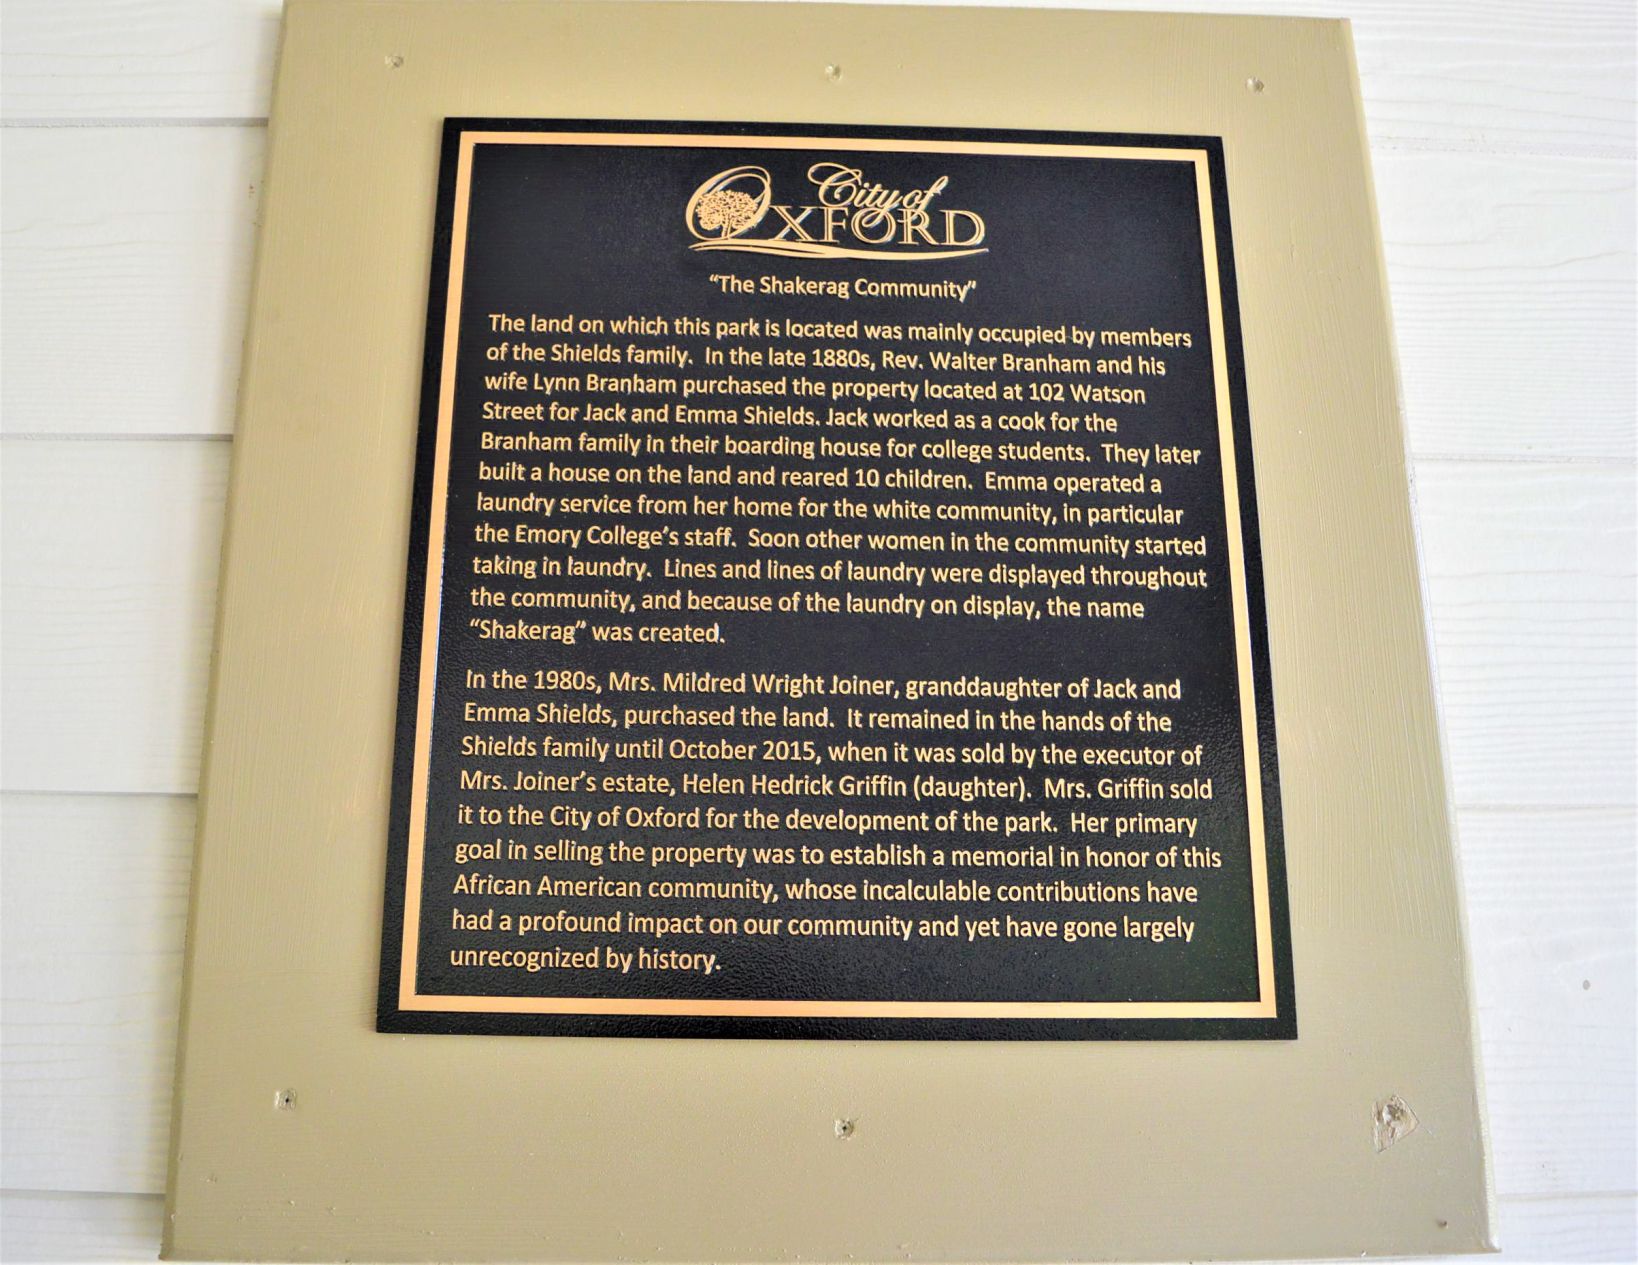 City of
OXFORD
“The Shakerag Community”
The land on which this park is located was mainly occupied by members
of the Shields family. In the late 1880s, Rev. Walter Branham and his
wife Lynn Branham purchased the property located at 102 Watson
Street for Jack and Emma Shields. Jack worked as a cook for the
Branham family in their boarding house for college students. They later
built a house on the land and reared 10 children. Emma operated a
laundry service from her home for the white community, in particular
the Emory College’s staff. Soon other women in the community started
taking in laundry. Lines and lines of laundry were displayed throughout
the community, and because of the laundry on display, the name
“Shakerag” was created.
In the 1980s, Mrs. Mildred Wright Joiner, granddaughter of Jack and
Emma Shields, purchased the land. It remained in the hands of the
Shields family until October 2015, when it was sold by the executor of
Mrs. Joiner’s estate, Helen Hedrick Griffin (daughter). Mrs. Griffin sold
it to the City of Oxford for the development of the park. Her primary
goal in selling the property was to establish a memorial in honor of this
African American community, whose incalculable contributions have
had a profound impact on our community and yet have gone largely
unrecognized by history.